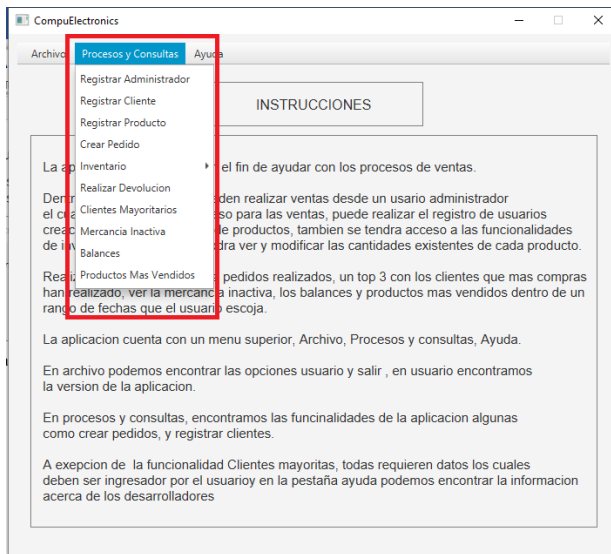 CompuElectronics
Archivo Procesos y Consultas Ayuda
Registrar Administrador
Registrar Cliente
Registrar Producto
Crear Pedido
Inventario
Realizar Devolucion
Clientes Mayoritarios
Mercancia Inactiva
Balances
Productos Mas Vendidos
INSTRUCCIONES
La ap el fin de ayudar con los procesos de ventas.
Dentr den realizar ventas desde un usario administrador
el cua so para las ventas, puede realizar el registro de usuarios
creac de productos, tambien se tendra acceso a las funcionalidades
de in dra ver y modificar las cantidades existentes de cada producto.
Realiz pedidos realizados, un top 3 con los clientes que mas compras
han realizado, ver la mercancia inactiva, los balances y productos mas vendidos dentro de un
rango de fechas que el usuario escoja.
La aplicacion cuenta con un menu superior, Archivo, Procesos y consultas, Ayuda.
En archivo podemos encontrar las opciones usuario y salir , en usuario encontramos
la version de la aplicacion.
En procesos y consultas, encontramos las funcinalidades de la aplicacion algunas
como crear pedidos, y registrar clientes.
A exepcion de la funcionalidad Clientes mayoritas, todas requieren datos los cuales
deben ser ingresador por el usuarioy en la pestaña ayuda podemos encontrar la informacion
acerca de los desarrolladores